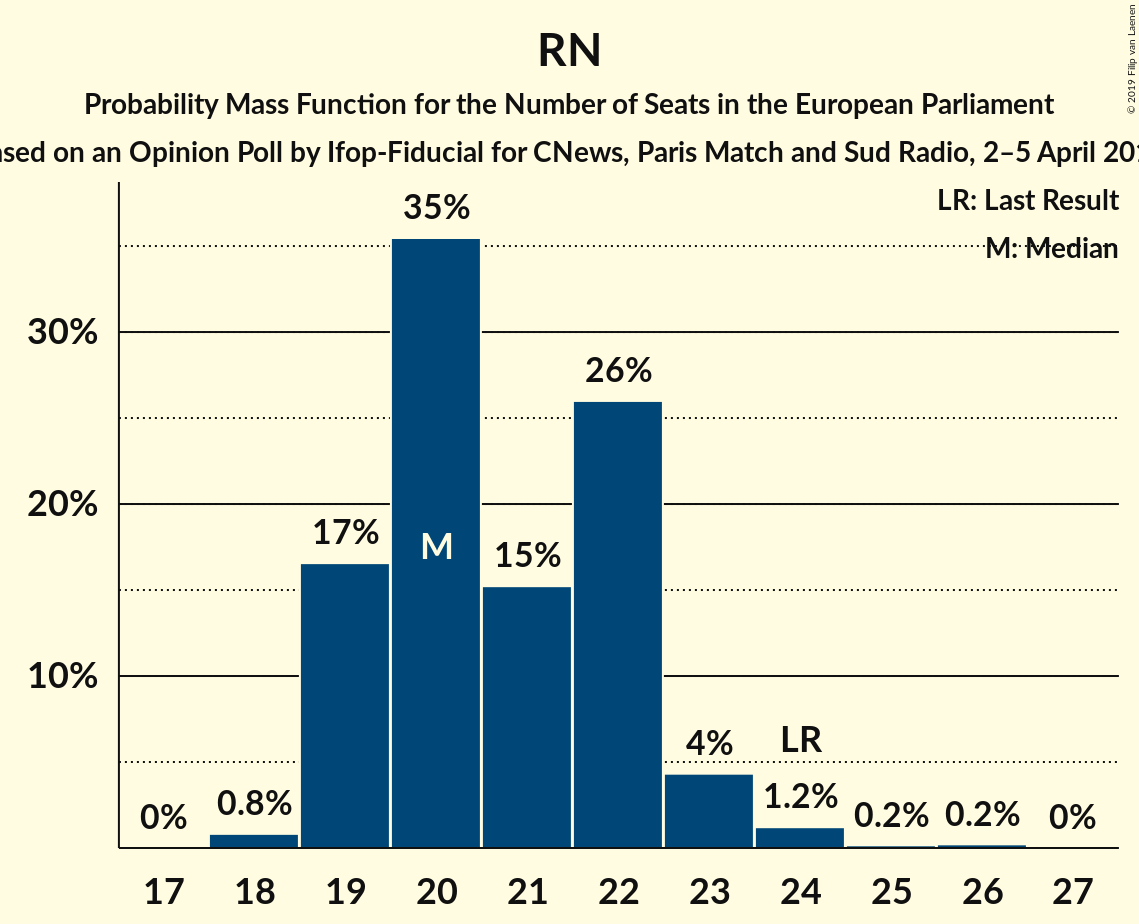 RN
Probability Mass Function for the Number of Seats in the European Parliament
ased on an Opinion Poll by Ifop-Fiducial for CNews, Paris Match and Sud Radio, 2–5 April 201
© 2019 Filip van Laenen
LR: Last Result
M: Median
35%
30%
26%
20%
17%
M
15%
10%
LR
4%
1.2%
0.8%
0%
0.2%
0.2%
0%
17 18 19 20 21 22 23 24 25 26 27